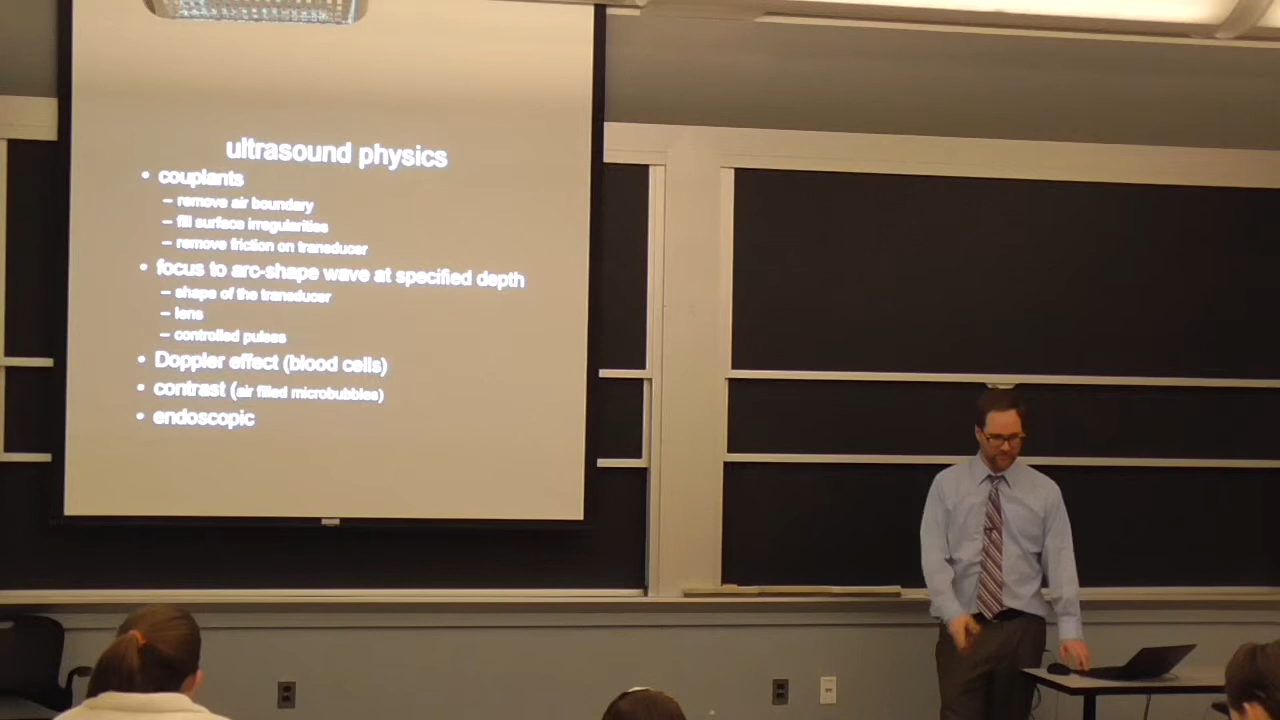 ultrasound physics
• couplants
– remove air boundary
– fill surface irregularities
– remove friction on transducer
• focus to arc-shape wave at specified depth
– shape of the transducer
– lens
– controlled pulses
• Doppler effect (blood cells)
• contrast (air filled microbubbles)
• endoscopic